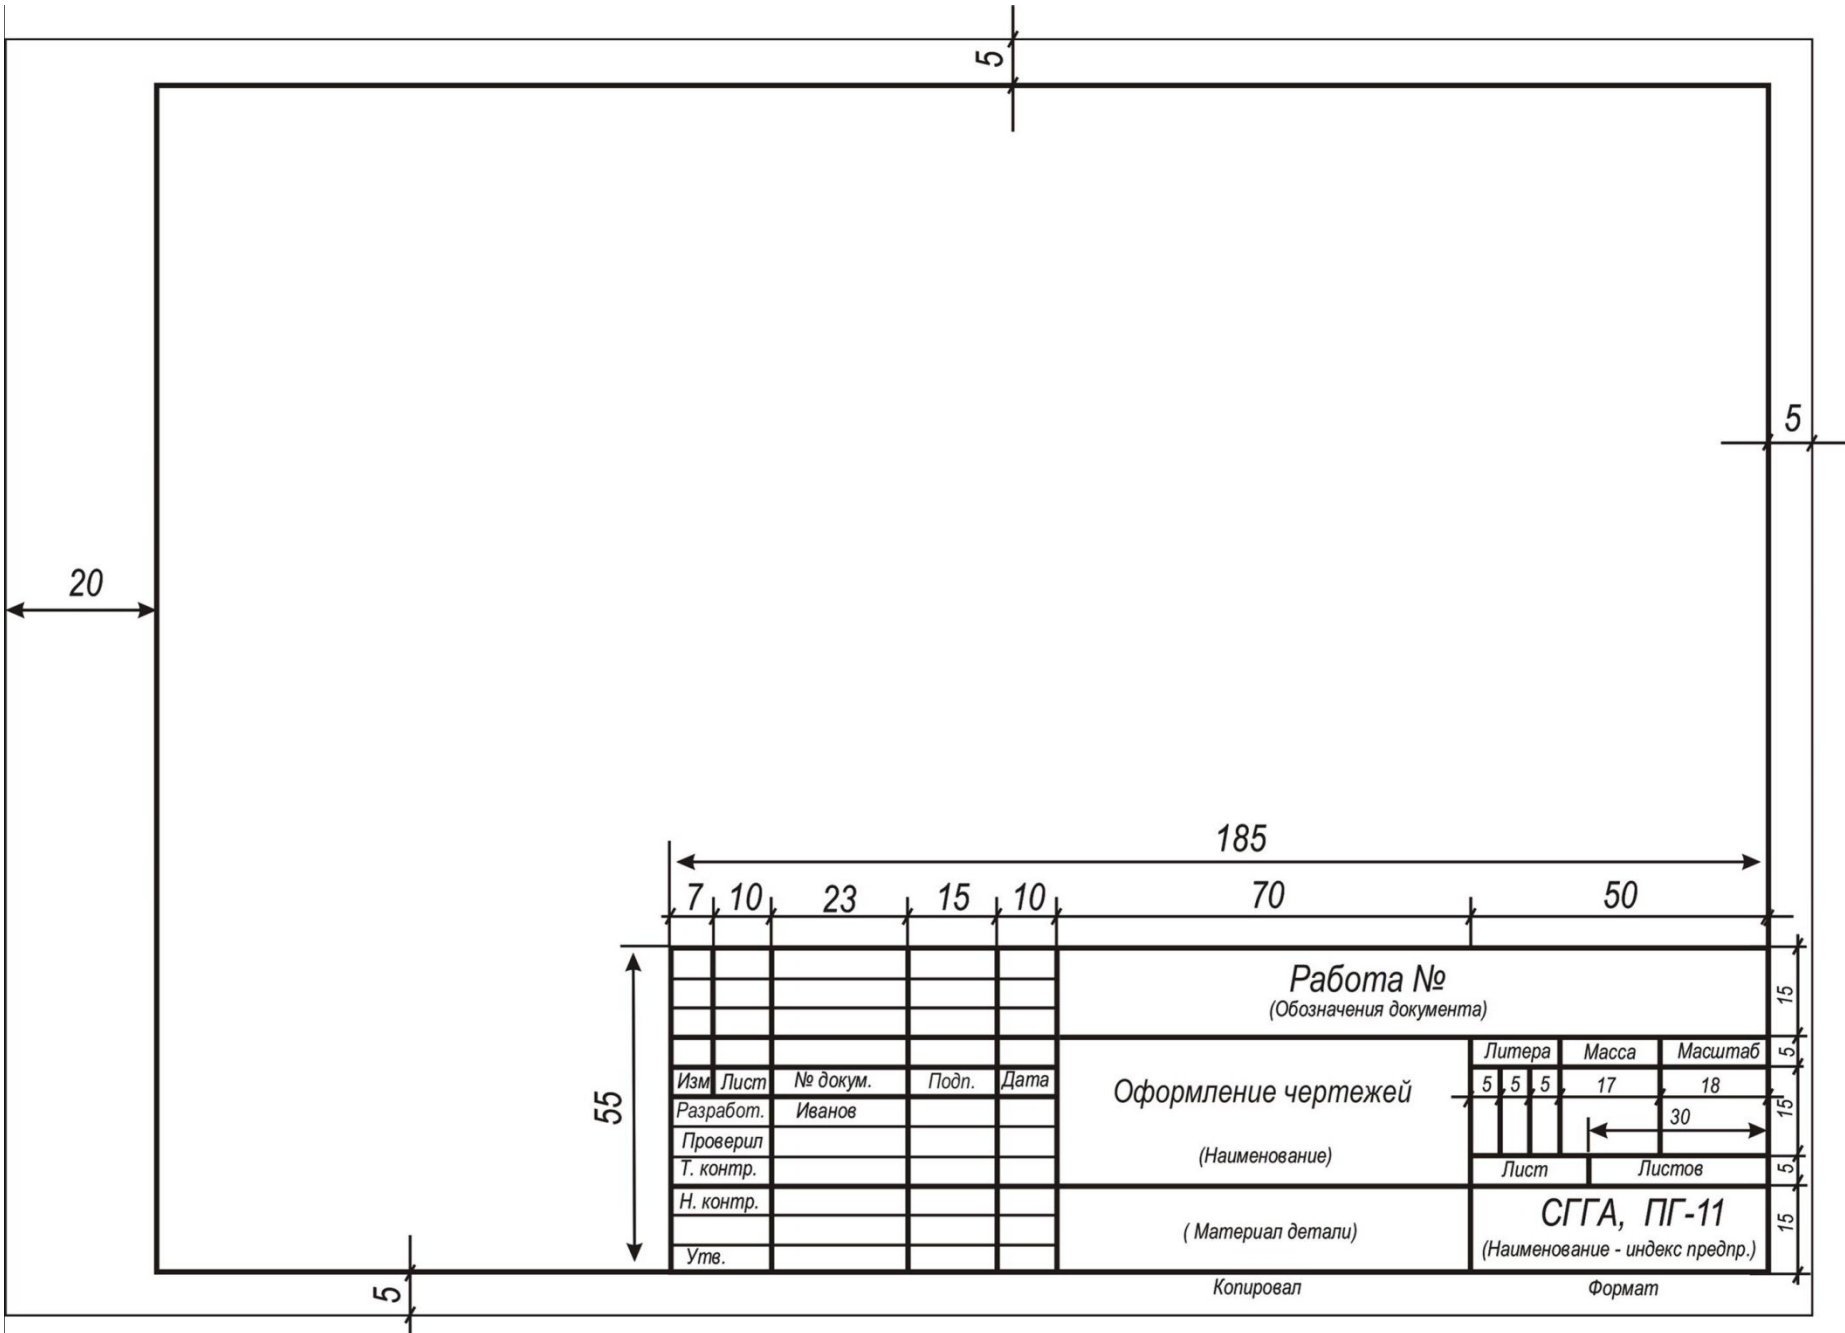 5
5
20
185
7 10 23 15 10 70 50
Работа №
(Обозначения документа)
15
Литера Масса Масштаб 5
Изм Лист № докум. Подп. Дата
Оформление чертежей
5 5 5 17 18
15
30
55
Разработ. Иванов
Проверил
(Наименование)
Т. контр.
Лист Листов 5
Н. контр.
СГГА, ПГ-11
15
( Материал детали)
(Наименование - индекс предпр.)
Утв.
5
Копировал Формат